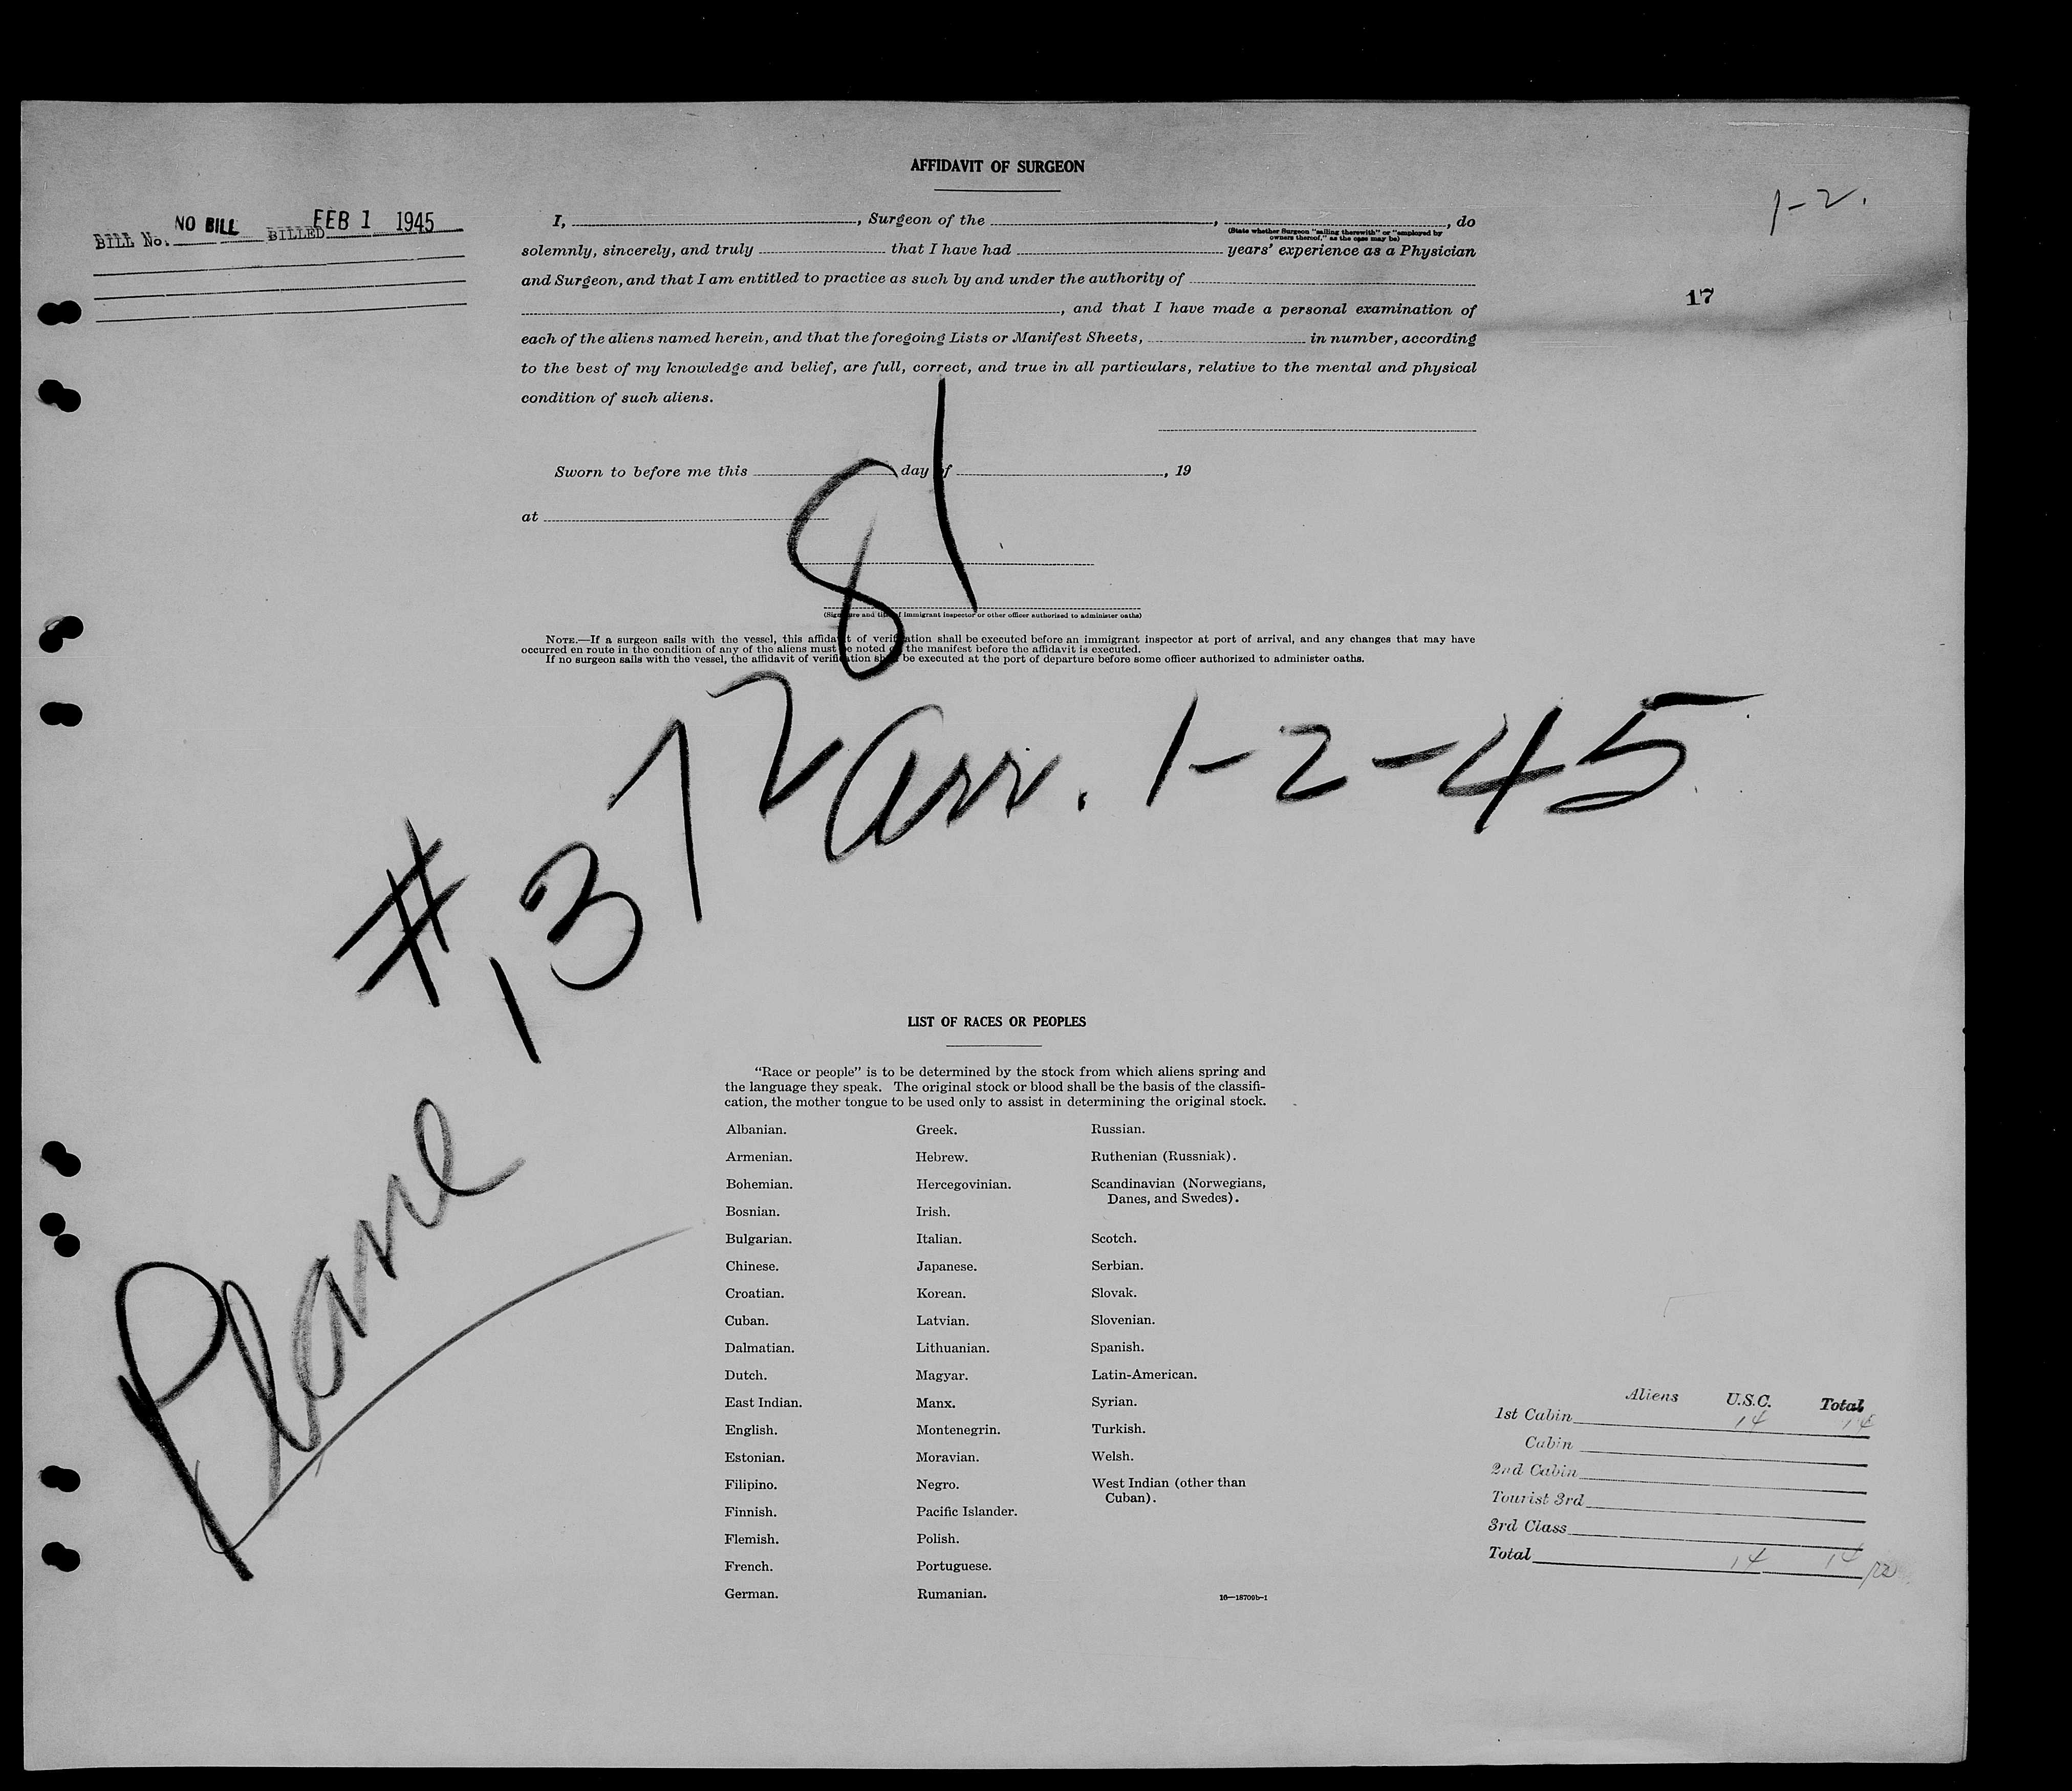 AFFIDAVIT OF SURGEON
1-2.
BILL No. NO BILL BILLED FEB 1 1945
17
I, , Surgeon of the , , do
(State whether Surgeon "sailing therewith" or "employed by
owners thereof," as the case may be)
solemnly, sincerely, and truly that I have had years' experience as a Physician
and Surgeon, and that I am entitled to practice as such by and under the authority of
, and that I have made a personal examination of
each of the aliens named herein, and that the foregoing Lists or Manifest Sheets, in number, according
to the best of my knowledge and belief, are full, correct, and true in all particulars, relative to the mental and physical
condition of such aliens.
Sworn to before me this day of , 19
at
(Signature and title of immigrant inspector or other officer authorized to administer oaths)
NOTE.—If a surgeon sails with the vessel, this affidavit of verification shall be executed before an immigrant inspector at port of arrival, and any changes that may have
occurred en route in the condition of any of the aliens must be noted on the manifest before the affidavit is executed.
If no surgeon sails with the vessel, the affidavit of verification shall be executed at the port of departure before some officer authorized to administer oaths.
Plane #137281
arr. 1-2-45
LIST OF RACES OR PEOPLES
"Race or people" is to be determined by the stock from which aliens spring and
the language they speak. The original stock or blood shall be the basis of the classifi-
cation, the mother tongue to be used only to assist in determining the original stock.
Albanian.
Armenian.
Bohemian.
Bosnian.
Bulgarian.
Chinese.
Croatian.
Cuban.
Dalmatian.
Dutch.
East Indian.
English.
Estonian.
Filipino.
Finnish.
Flemish.
French.
German.
Greek.
Hebrew.
Hercegovinian.
Irish.
Italian.
Japanese.
Korean.
Latvian.
Lithuanian.
Magyar.
Manx.
Montenegrin.
Moravian.
Negro.
Pacific Islander.
Polish.
Portuguese.
Rumanian.
Russian.
Ruthenian (Russniak).
Scandinavian (Norwegians,
Danes, and Swedes).
Scotch.
Serbian.
Slovak.
Slovenian.
Spanish.
Latin-American.
Syrian.
Turkish.
Welsh.
West Indian (other than
Cuban).
16—18709b-1
Aliens U.S.C. Total
1st Cabin 14 14
Cabin
2nd Cabin
Tourist 3rd
3rd Class
Total 14 14